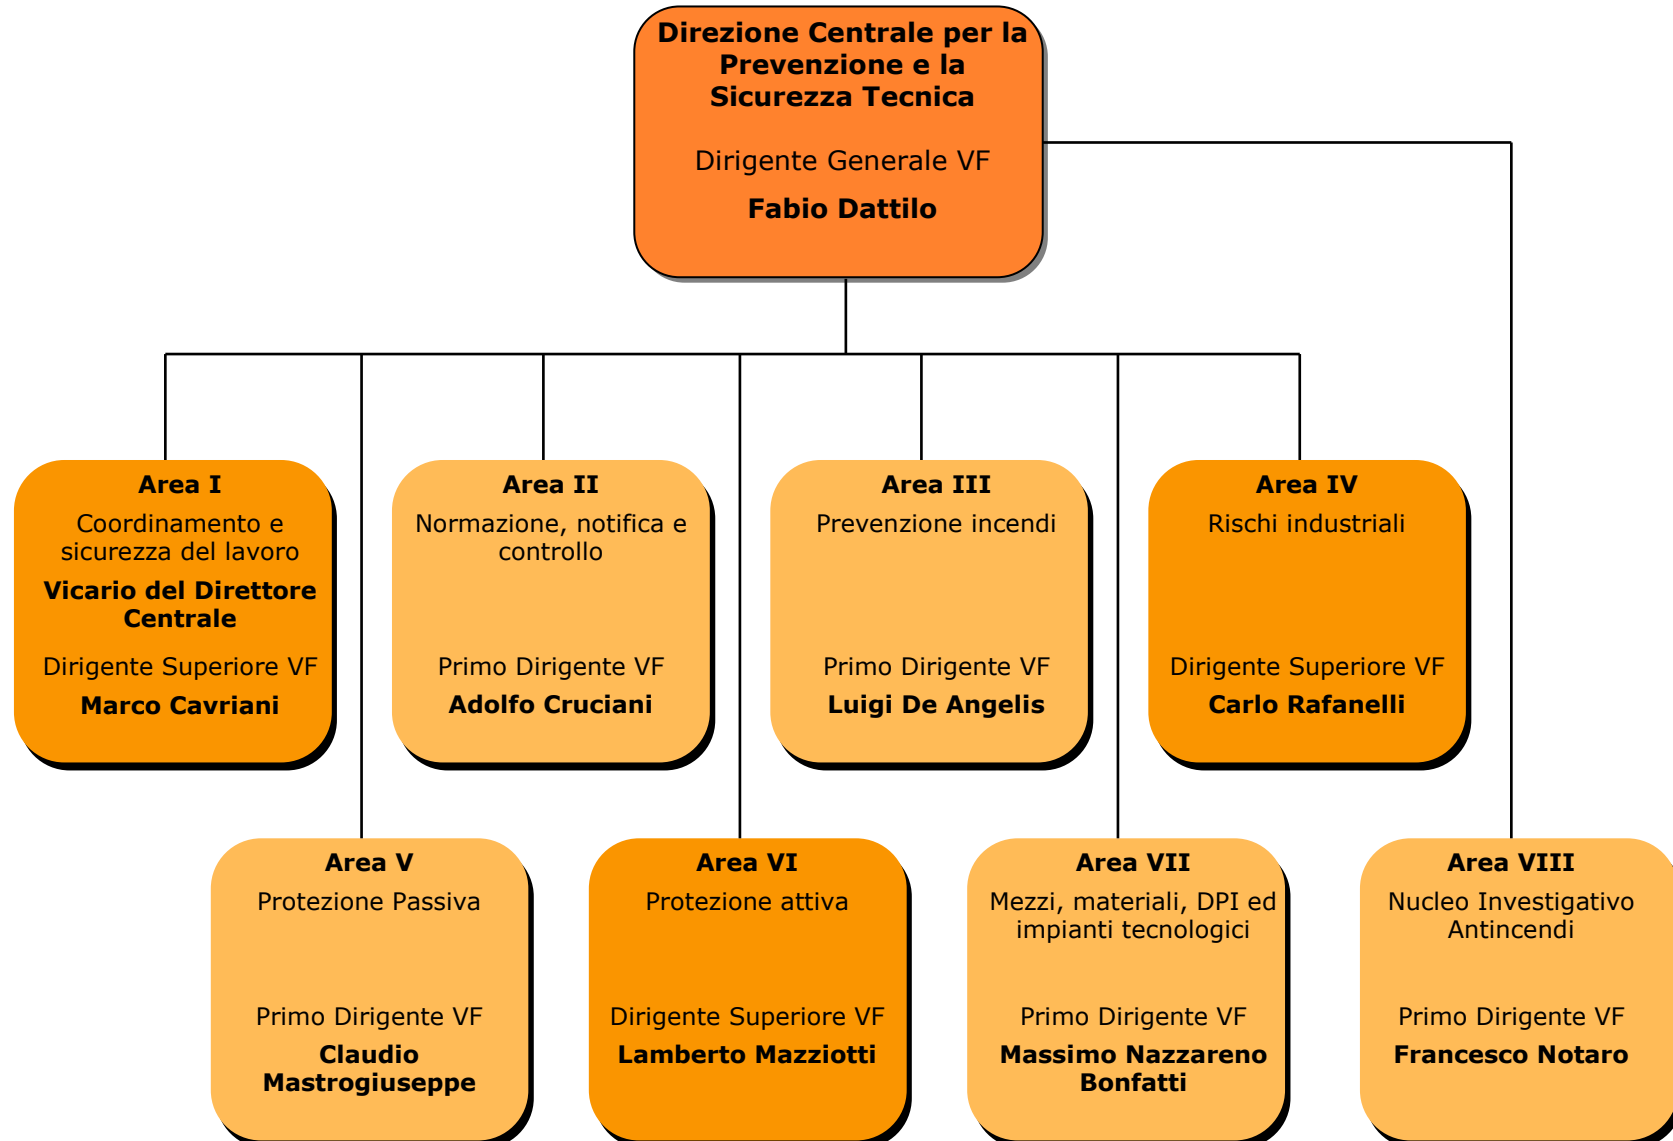 Direzione Centrale per la
Prevenzione e la
Sicurezza Tecnica
Dirigente Generale VF
Fabio Dattilo
Area I
Coordinamento e
sicurezza del lavoro
Vicario del Direttore
Centrale
Dirigente Superiore VF
Marco Cavriani
Area II
Normazione, notifica e
controllo
Primo Dirigente VF
Adolfo Cruciani
Area III
Prevenzione incendi
Primo Dirigente VF
Luigi De Angelis
Area IV
Rischi industriali
Dirigente Superiore VF
Carlo Rafanelli
Area V
Protezione Passiva
Primo Dirigente VF
Claudio
Mastrogiuseppe
Area VI
Protezione attiva
Dirigente Superiore VF
Lamberto Mazziotti
Area VII
Mezzi, materiali, DPI ed
impianti tecnologici
Primo Dirigente VF
Massimo Nazzareno
Bonfatti
Area VIII
Nucleo Investigativo
Antincendi
Primo Dirigente VF
Francesco Notaro